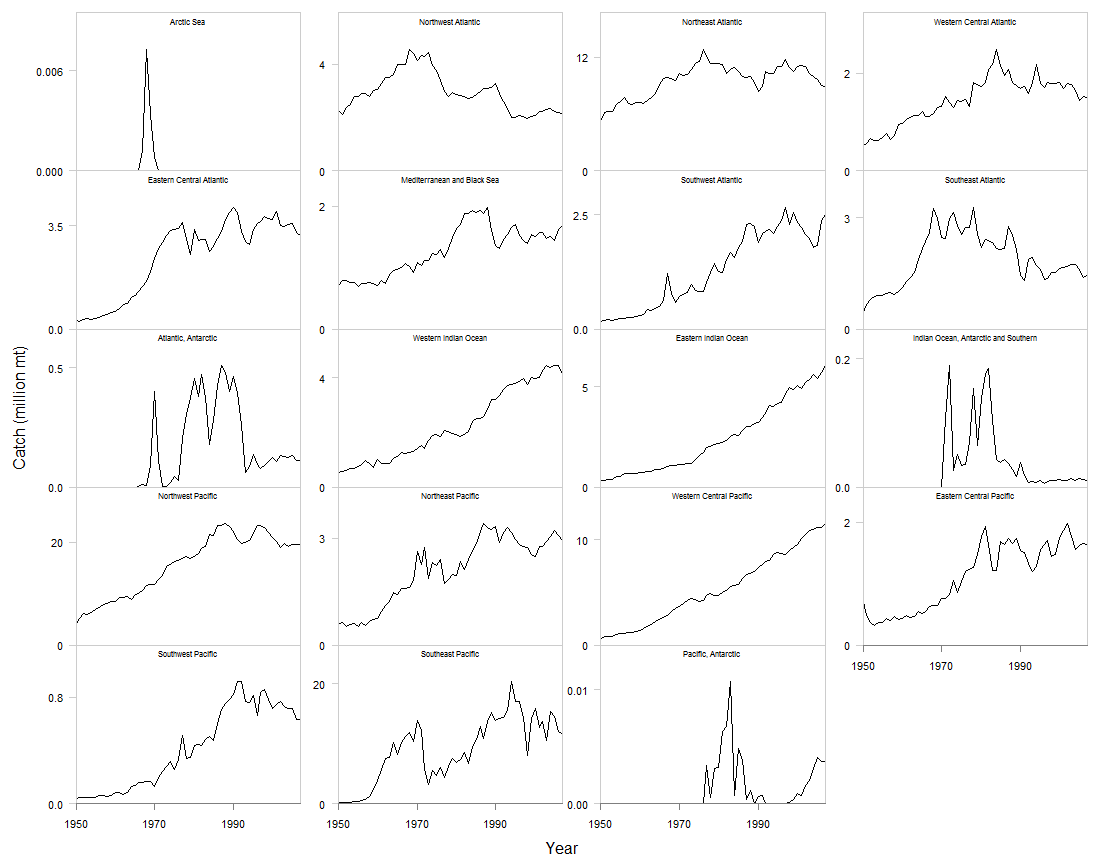 Arctic Sea
Northwest Atlantic
Northeast Atlantic
Western Central Atlantic
0.006
0.000
4
0
12
0
2
0
Eastern Central Atlantic
Mediterranean and Black Sea
Southwest Atlantic
Southeast Atlantic
3.5
0.0
2
0
2.5
0.0
3
0
Atlantic, Antarctic
Western Indian Ocean
Eastern Indian Ocean
Indian Ocean, Antarctic and Southern
0.5
0.0
4
0
5
0
0.2
0.0
Catch (million mt)
Northwest Pacific
Northeast Pacific
Western Central Pacific
Eastern Central Pacific
20
0
3
0
10
0
2
0
1950
1970
1990
Southwest Pacific
Southeast Pacific
Pacific, Antarctic
0.8
0.0
20
0
0.01
0.00
1950
1970
1990
1950
1970
1990
1950
1970
1990
Year